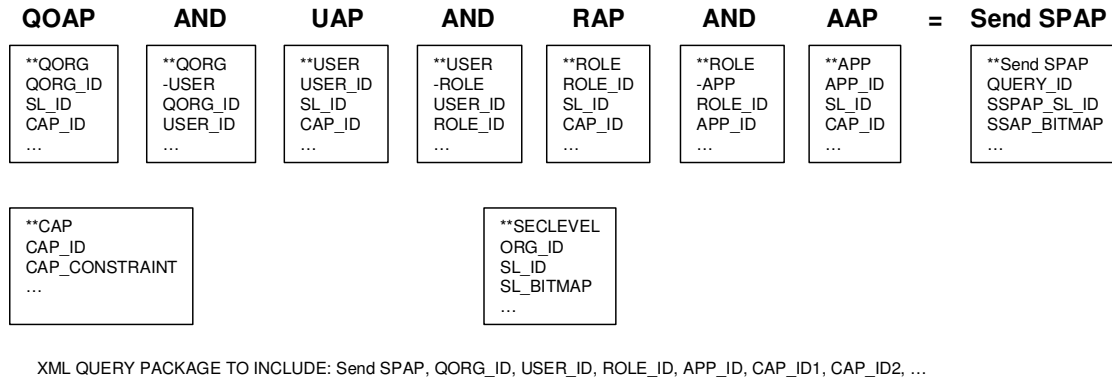 QOAP AND UAP AND RAP AND AAP = Send SPAP
**QORG
QORG_ID
SL_ID
CAP_ID
…
**QORG
-USER
QORG_ID
USER_ID
…
**USER
USER_ID
SL_ID
CAP_ID
…
**USER
-ROLE
USER_ID
ROLE_ID
…
**ROLE
ROLE_ID
SL_ID
CAP_ID
…
**ROLE
-APP
ROLE_ID
APP_ID
…
**APP
APP_ID
SL_ID
CAP_ID
…
**Send SPAP
QUERY_ID
SSPAP_SL_ID
SSAP_BITMAP
…
**CAP
CAP_ID
CAP_CONSTRAINT
…
**SECLEVEL
ORG_ID
SL_ID
SL_BITMAP
…
XML QUERY PACKAGE TO INCLUDE: Send SPAP, QORG_ID, USER_ID, ROLE_ID, APP_ID, CAP_ID1, CAP_ID2, …